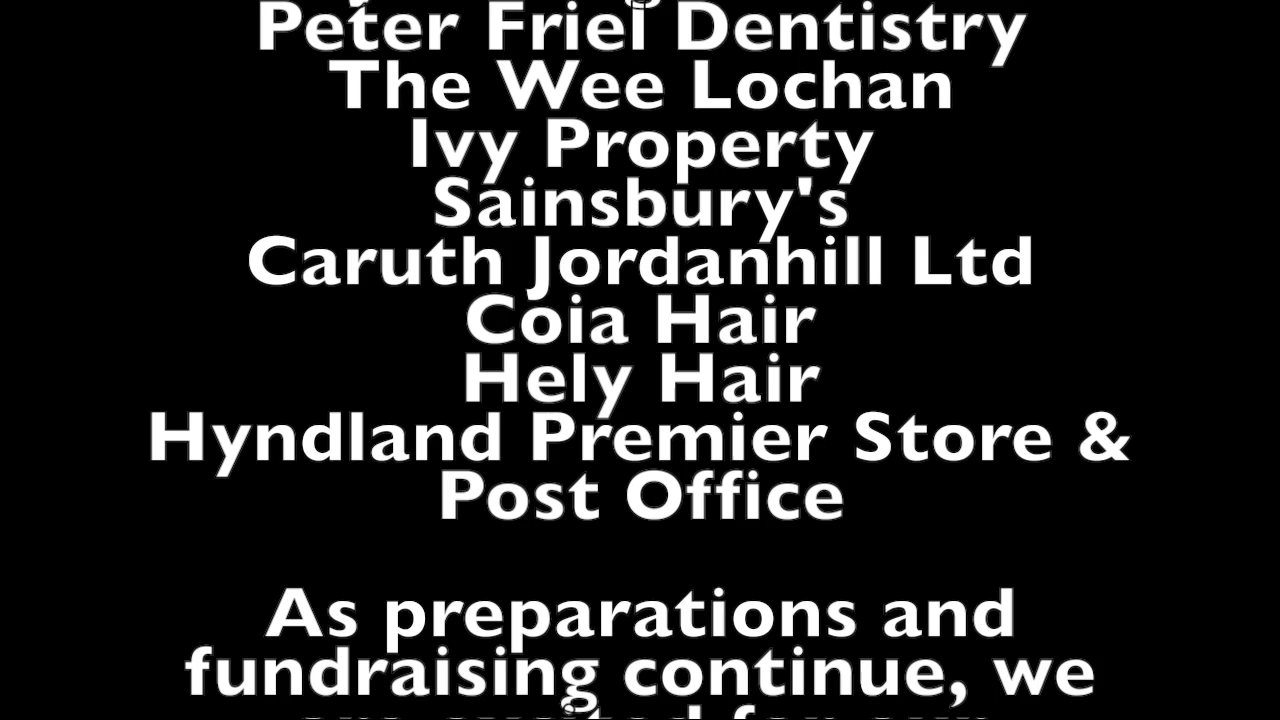 Peter Friel Dentistry
The Wee Lochan
Ivy Property
Sainsbury's
Caruth Jordanhill Ltd
Coia Hair
Hely Hair
Hyndland Premier Store &
Post Office
As preparations and
fundraising continue, we